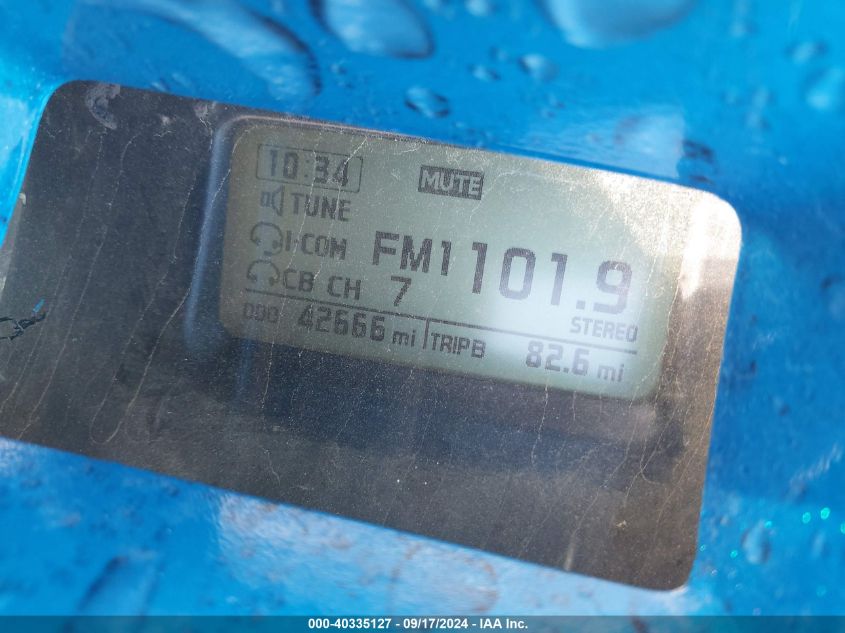 10:34 MUTE
TUNE
I-COM FM1 101.9
CB CH 7 STEREO
ODO 42666 mi TRIP B 82.6 mi
000-40335127 - 09/17/2024 - IAA Inc.